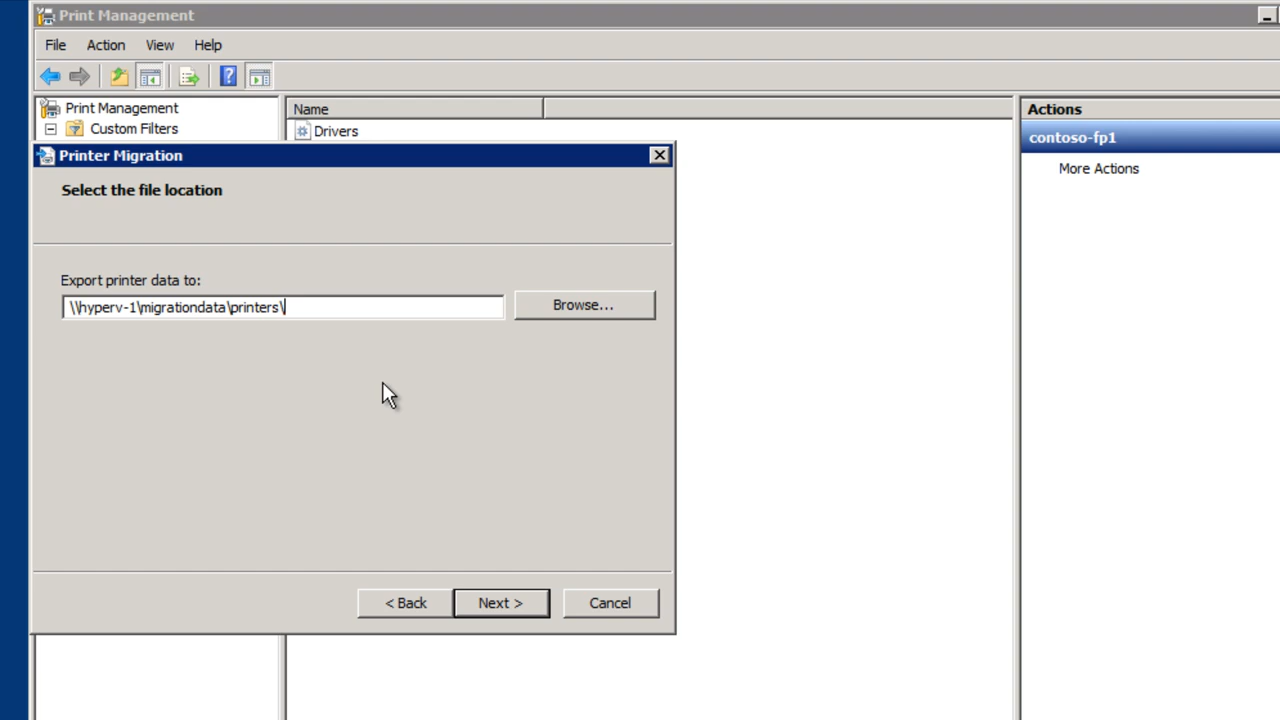 Print Management
File Action View Help
Print Management
Custom Filters
Name
Drivers
Actions
contoso-fp1
More Actions
Printer Migration
Select the file location
Export printer data to:
\\hyperv-1\migrationdata\printers\
Browse...
< Back Next > Cancel